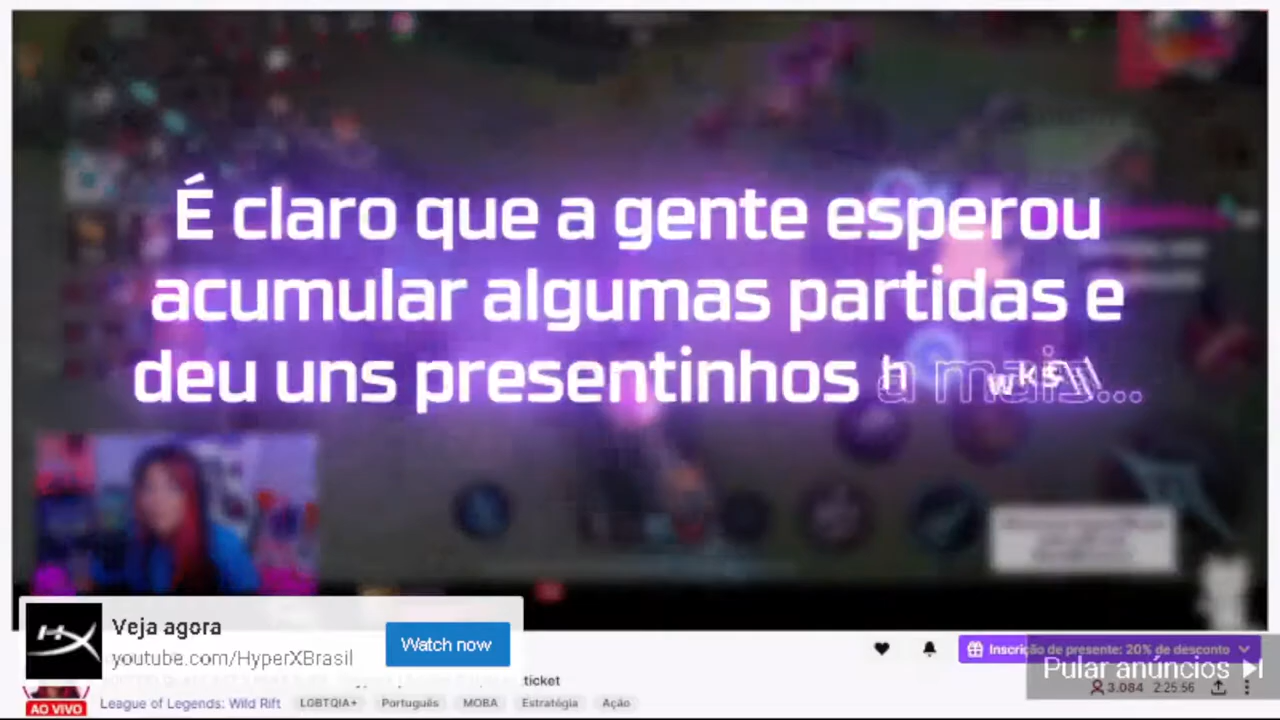 É claro que a gente esperou
acumular algumas partidas e
deu uns presentinhos a mais...
Veja agora
youtube.com/HyperXBrasil
Watch now
Inscrição de presente: 20% de desconto
Pular anúncios
ticket
3.084 2:25:56
AO VIVO
League of Legends: Wild Rift LGBTQIA+ Português MOBA Estratégia Ação